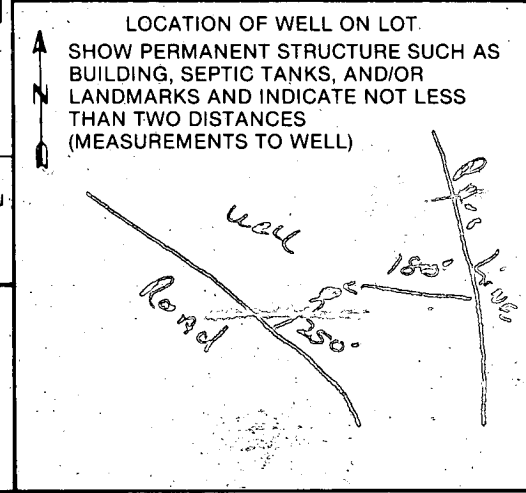 LOCATION OF WELL ON LOT
SHOW PERMANENT STRUCTURE SUCH AS
BUILDING, SEPTIC TANKS, AND/OR
LANDMARKS AND INDICATE NOT LESS
THAN TWO DISTANCES
(MEASUREMENTS TO WELL)
N
well
180'
Road
250'